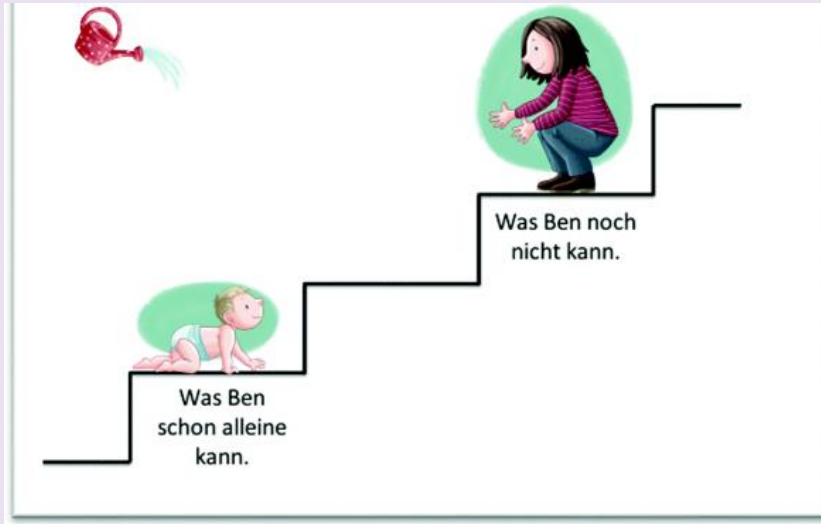 Was Ben noch
nicht kann.
Was Ben
schon alleine
kann.